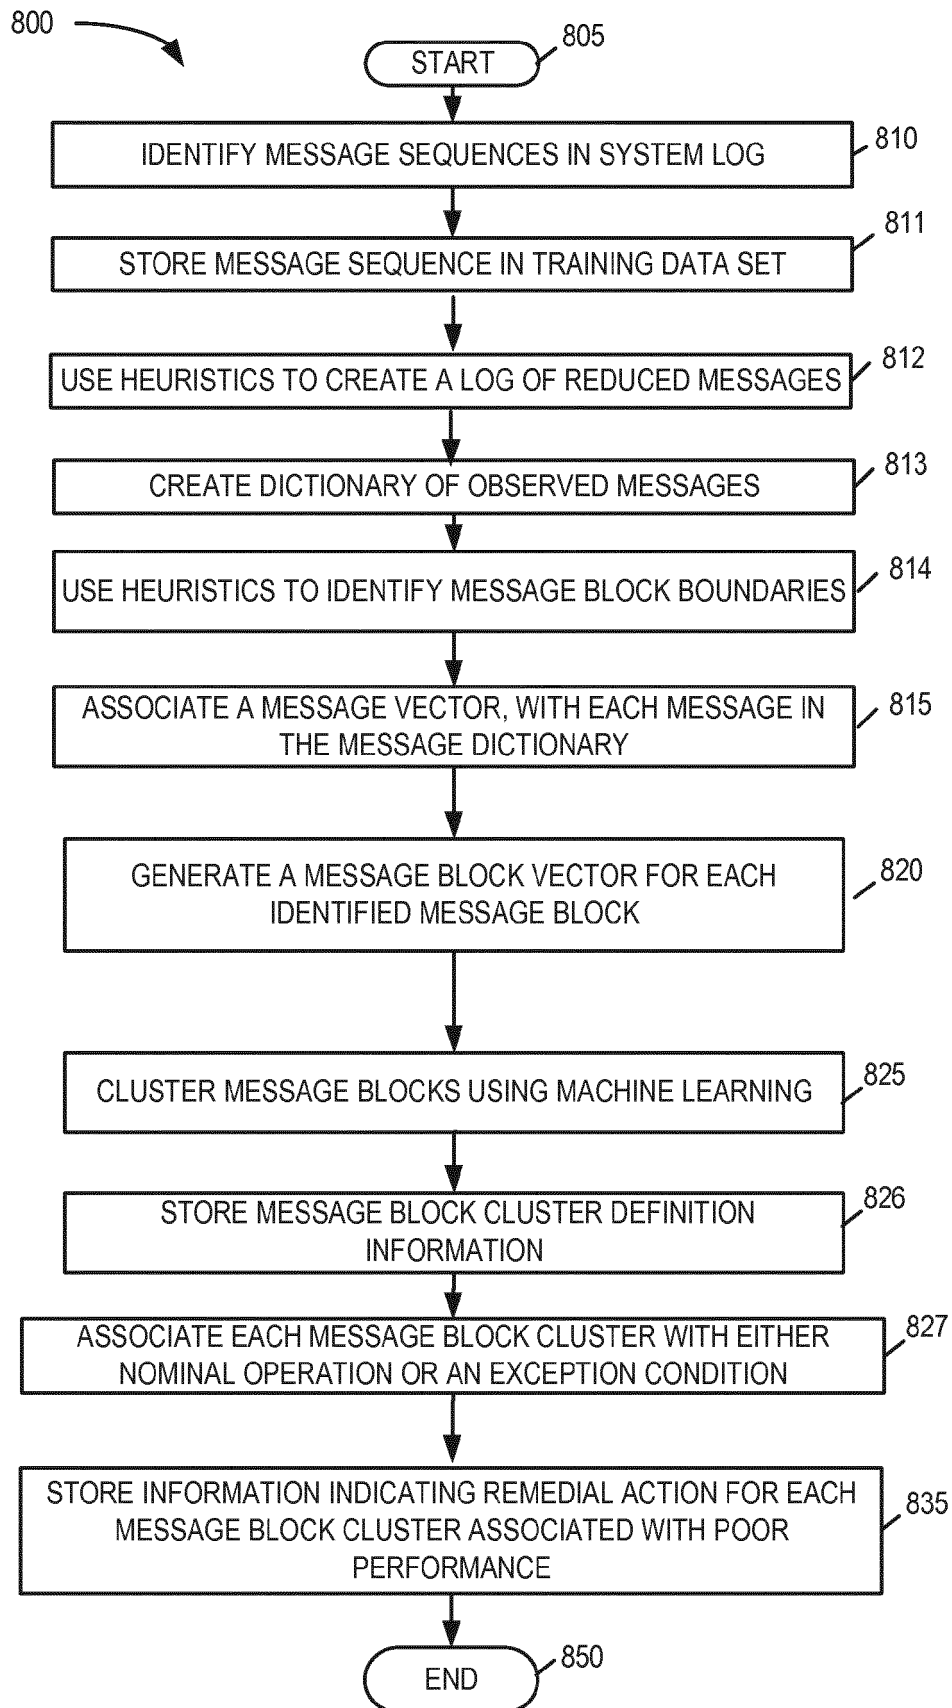 800
START
805
IDENTIFY MESSAGE SEQUENCES IN SYSTEM LOG
810
STORE MESSAGE SEQUENCE IN TRAINING DATA SET
811
USE HEURISTICS TO CREATE A LOG OF REDUCED MESSAGES
812
CREATE DICTIONARY OF OBSERVED MESSAGES
813
USE HEURISTICS TO IDENTIFY MESSAGE BLOCK BOUNDARIES
814
ASSOCIATE A MESSAGE VECTOR, WITH EACH MESSAGE IN
THE MESSAGE DICTIONARY
815
GENERATE A MESSAGE BLOCK VECTOR FOR EACH
IDENTIFIED MESSAGE BLOCK
820
CLUSTER MESSAGE BLOCKS USING MACHINE LEARNING
825
STORE MESSAGE BLOCK CLUSTER DEFINITION
INFORMATION
826
ASSOCIATE EACH MESSAGE BLOCK CLUSTER WITH EITHER
NOMINAL OPERATION OR AN EXCEPTION CONDITION
827
STORE INFORMATION INDICATING REMEDIAL ACTION FOR EACH
MESSAGE BLOCK CLUSTER ASSOCIATED WITH POOR
PERFORMANCE
835
END
850